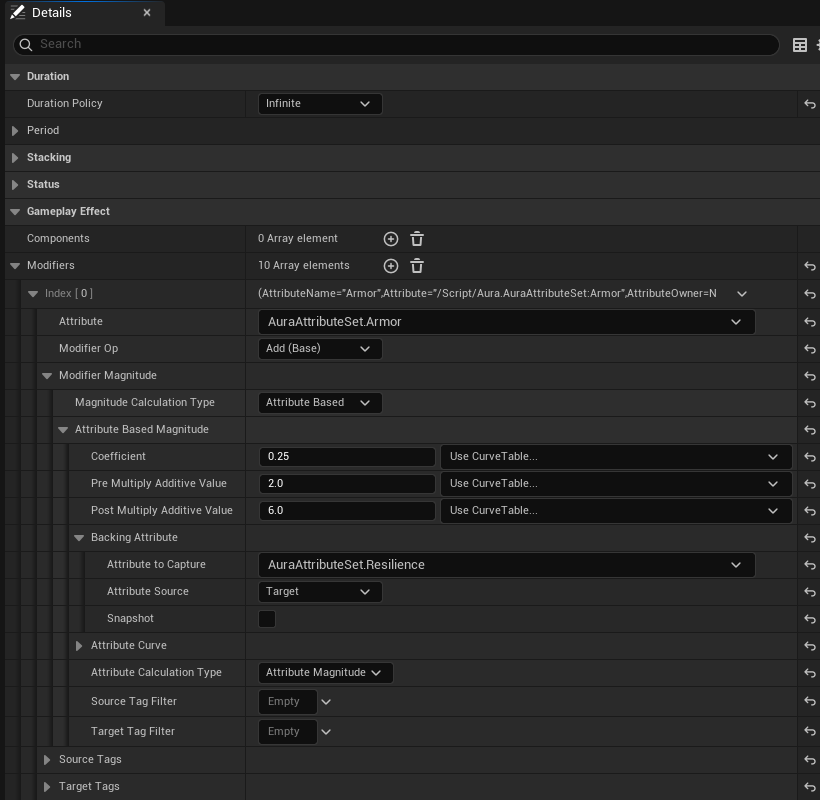 Details
Search
Duration
Duration Policy Infinite
Period
Stacking
Status
Gameplay Effect
Components 0 Array element
Modifiers 10 Array elements
Index [ 0 ] (AttributeName="Armor",Attribute="/Script/Aura.AuraAttributeSet:Armor",AttributeOwner=N
Attribute AuraAttributeSet.Armor
Modifier Op Add (Base)
Modifier Magnitude
Magnitude Calculation Type Attribute Based
Attribute Based Magnitude
Coefficient 0.25 Use CurveTable...
Pre Multiply Additive Value 2.0 Use CurveTable...
Post Multiply Additive Value 6.0 Use CurveTable...
Backing Attribute
Attribute to Capture AuraAttributeSet.Resilience
Attribute Source Target
Snapshot
Attribute Curve
Attribute Calculation Type Attribute Magnitude
Source Tag Filter Empty
Target Tag Filter Empty
Source Tags
Target Tags